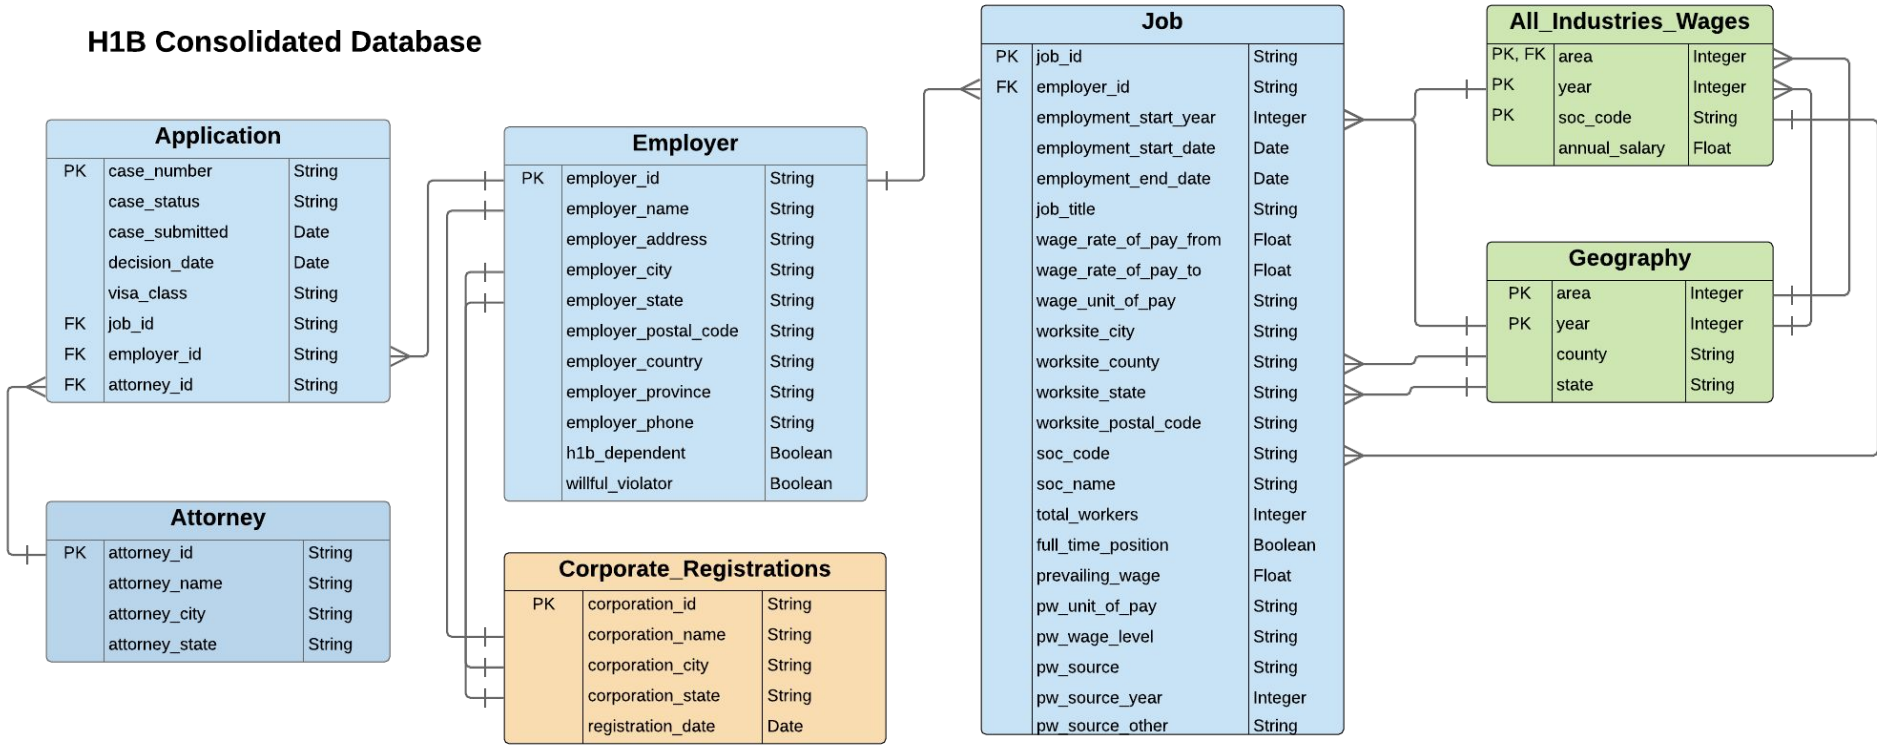 H1B Consolidated Database
Application
PK case_number String
case_status String
case_submitted Date
decision_date Date
visa_class String
FK job_id String
FK employer_id String
FK attorney_id String
Attorney
PK attorney_id String
attorney_name String
attorney_city String
attorney_state String
Employer
PK employer_id String
employer_name String
employer_address String
employer_city String
employer_state String
employer_postal_code String
employer_country String
employer_province String
employer_phone String
h1b_dependent Boolean
willful_violator Boolean
Corporate_Registrations
PK corporation_id String
corporation_name String
corporation_city String
corporation_state String
registration_date Date
Job
PK job_id String
FK employer_id String
employment_start_year Integer
employment_start_date Date
employment_end_date Date
job_title String
wage_rate_of_pay_from Float
wage_rate_of_pay_to Float
wage_unit_of_pay String
worksite_city String
worksite_county String
worksite_state String
worksite_postal_code String
soc_code String
soc_name String
total_workers Integer
full_time_position Boolean
prevailing_wage Float
pw_unit_of_pay String
pw_wage_level String
pw_source String
pw_source_year Integer
pw_source_other String
All_Industries_Wages
PK, FK area Integer
PK year Integer
PK soc_code String
annual_salary Float
Geography
PK area Integer
PK year Integer
county String
state String